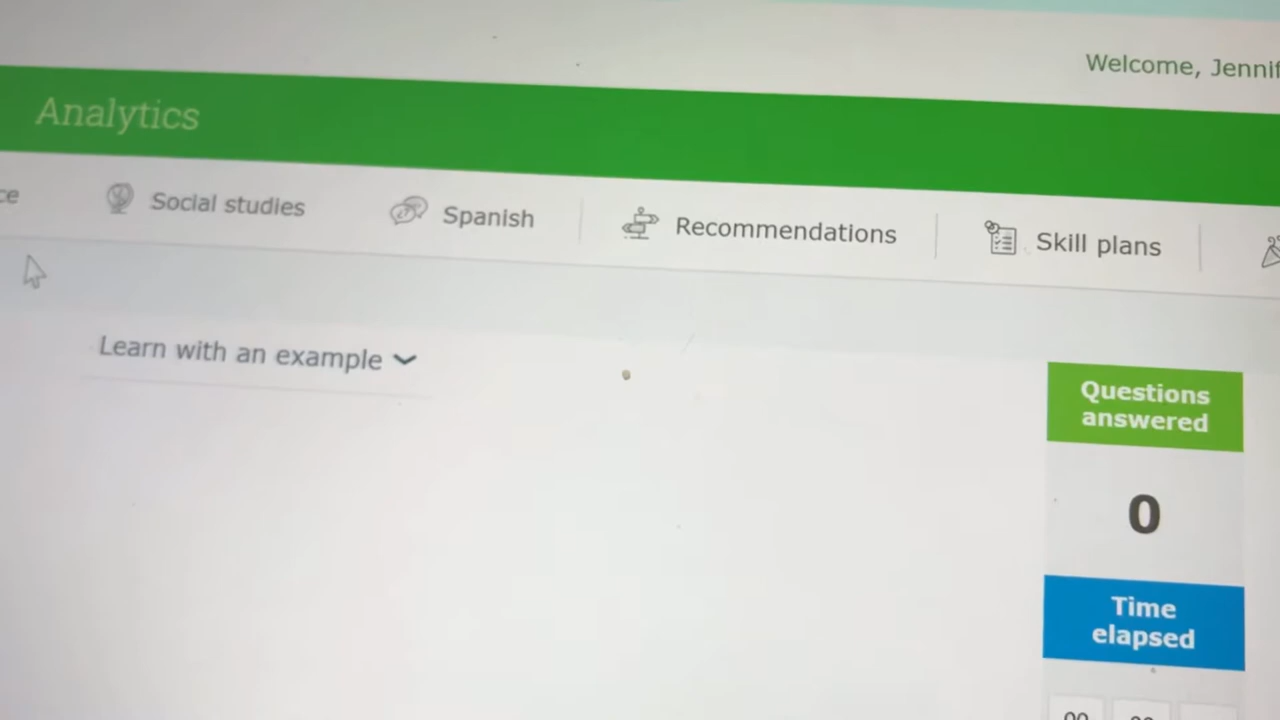 Welcome, Jennif
Analytics
ce
Social studies
Spanish
Recommendations
Skill plans
Learn with an example
Questions
answered
0
Time
elapsed